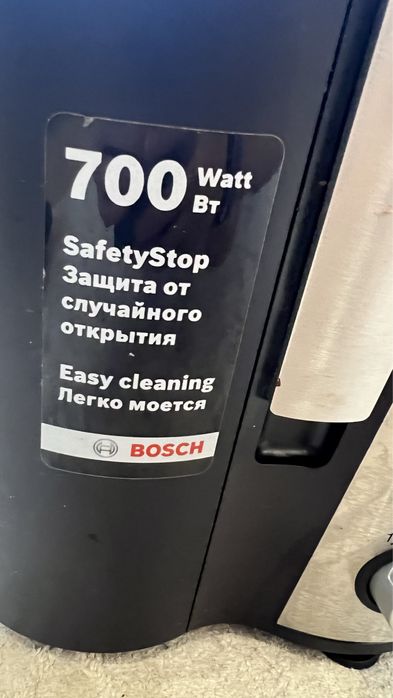 700 Watt
Вт
SafetyStop
Защита от
случайного
открытия
Easy cleaning
Легко моется
BOSCH